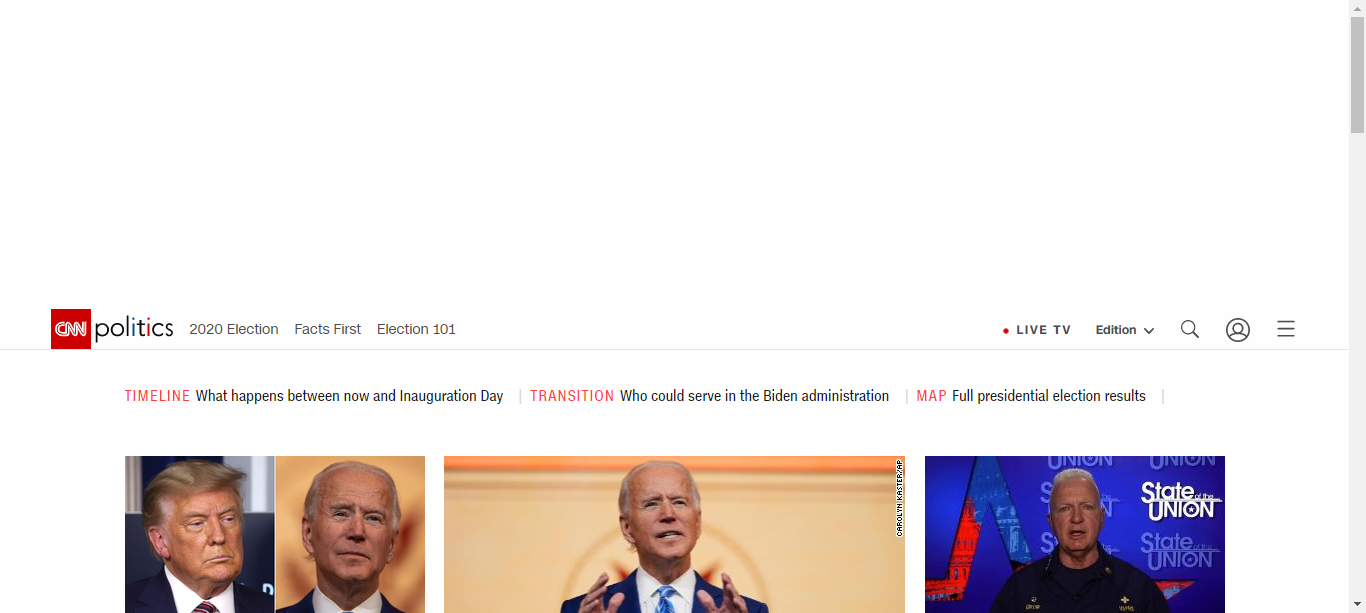 CNN politics 2020 Election Facts First Election 101 LIVE TV Edition
TIMELINE What happens between now and Inauguration Day | TRANSITION Who could serve in the Biden administration | MAP Full presidential election results |
CAROLYN KASTER/AP
UNION UNION
State of the UNION
State of the UNION